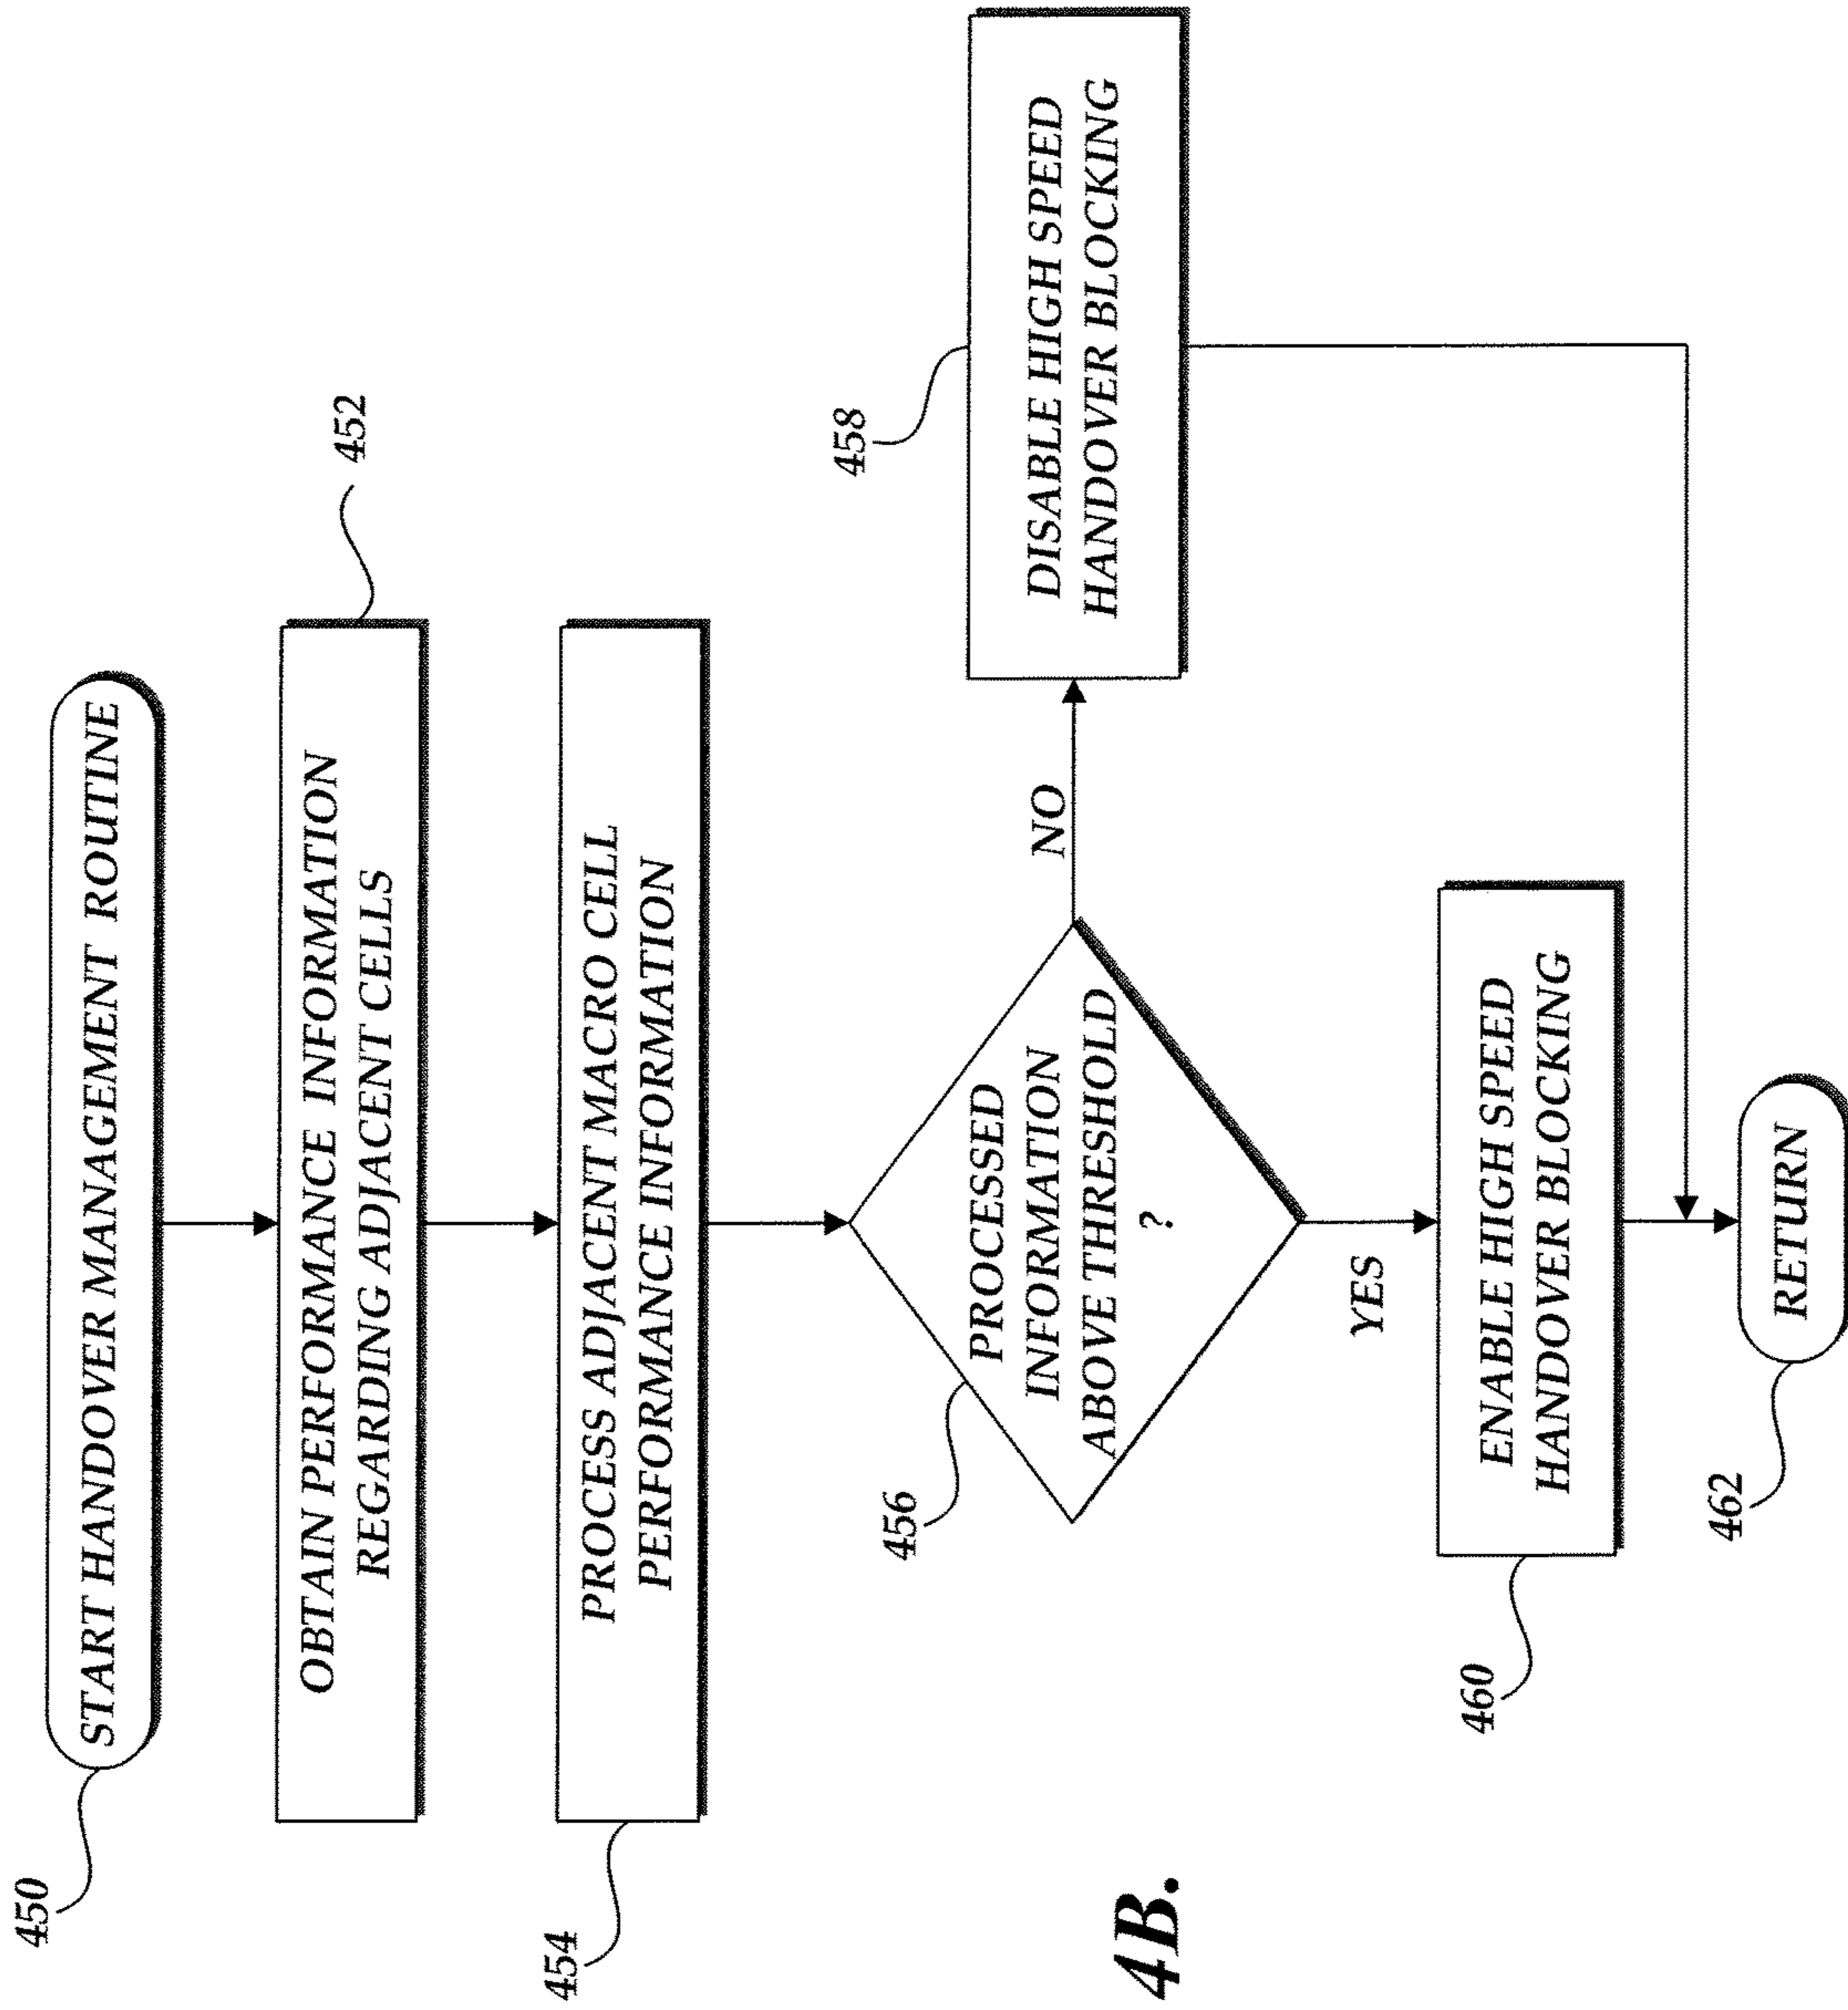 450
START HANDOVER MANAGEMENT ROUTINE
452
OBTAIN PERFORMANCE INFORMATION
REGARDING ADJACENT CELLS
454
PROCESS ADJACENT MACRO CELL
PERFORMANCE INFORMATION
456
PROCESSED
INFORMATION
ABOVE THRESHOLD
?
NO
458
DISABLE HIGH SPEED
HANDOVER BLOCKING
YES
460
ENABLE HIGH SPEED
HANDOVER BLOCKING
462
RETURN
4B.